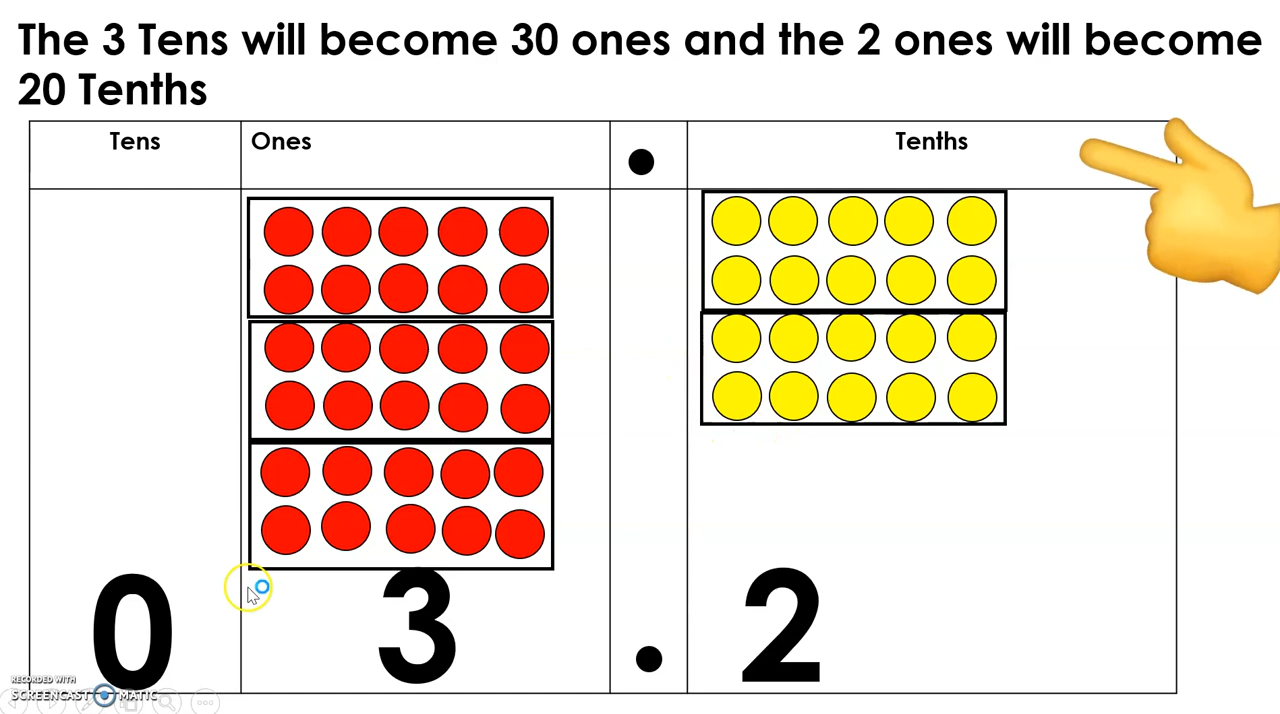 The 3 Tens will become 30 ones and the 2 ones will become
20 Tenths
Tens Ones . Tenths
0 3 . 2
RECORDED WITH
SCREENCAST MATIC